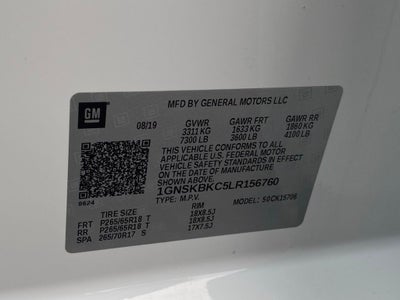 GM
MFD BY GENERAL MOTORS LLC
08/19 GVWR GAWR FRT GAWR RR
3311 KG 1633 KG 1860 KG
7300 LB 3600 LB 4100 LB
THIS VEHICLE CONFORMS TO ALL
APPLICABLE U.S. FEDERAL MOTOR
VEHICLE SAFETY STANDARDS IN EFFECT
ON THE DATE OF MANUFACTURE SHOWN ABOVE.
1GNSKBKC5LR156760
8624 TYPE: M.P.V. MODEL: S0CK15706
TIRE SIZE RIM
FRT P265/65R18 T 18X8.5J
RR P265/65R18 T 18X8.5J
SPA 265/70R17 S 17X7.5J